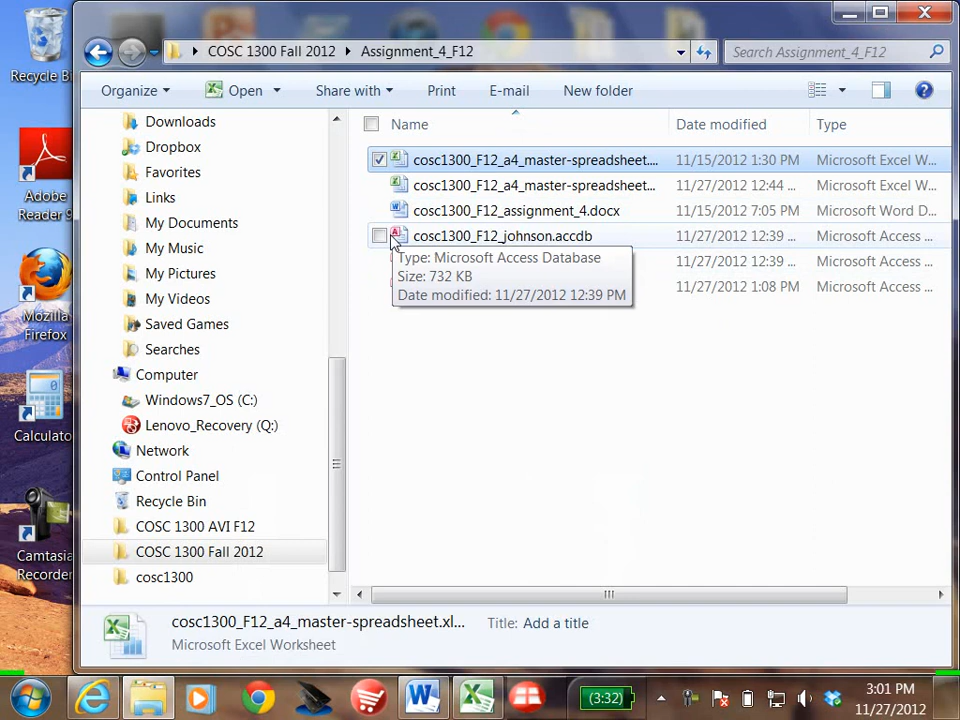 Recycle Bi
Adobe
Reader 9
Mozilla
Firefox
Calculato
Camtasia
Recorder
COSC 1300 Fall 2012 Assignment_4_F12
Search Assignment_4_F12
Organize Open Share with Print E-mail New folder
Name Date modified Type
Downloads
Dropbox
Favorites
Links
My Documents
My Music
My Pictures
My Videos
Saved Games
Searches
Computer
Windows7_OS (C:)
Lenovo_Recovery (Q:)
Network
Control Panel
Recycle Bin
COSC 1300 AVI F12
COSC 1300 Fall 2012
cosc1300
cosc1300_F12_a4_master-spreadsheet.... 11/15/2012 1:30 PM Microsoft Excel W...
cosc1300_F12_a4_master-spreadsheet... 11/27/2012 12:44 ... Microsoft Excel W...
cosc1300_F12_assignment_4.docx 11/15/2012 7:05 PM Microsoft Word D...
cosc1300_F12_johnson.accdb 11/27/2012 12:39 ... Microsoft Access ...
11/27/2012 12:39 ... Microsoft Access ...
11/27/2012 1:08 PM Microsoft Access ...
Type: Microsoft Access Database
Size: 732 KB
Date modified: 11/27/2012 12:39 PM
cosc1300_F12_a4_master-spreadsheet.xl... Title: Add a title
Microsoft Excel Worksheet
(3:32)
3:01 PM
11/27/2012